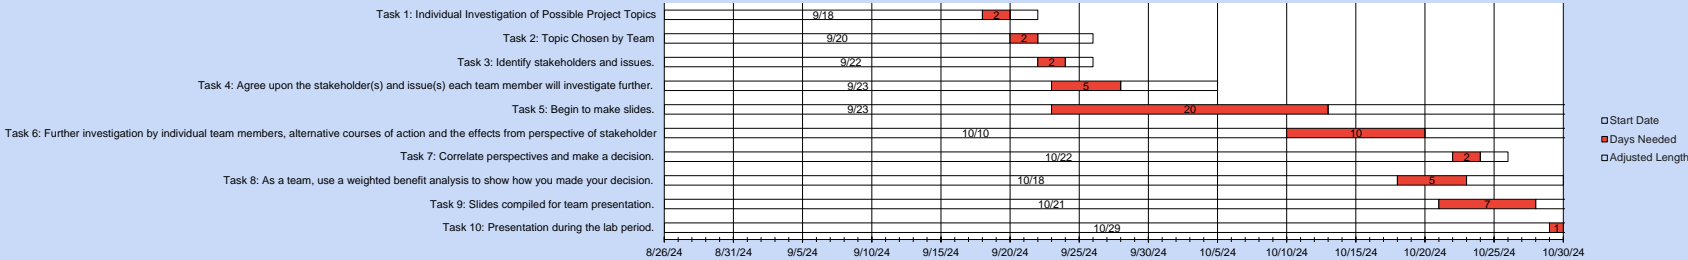 Task 1: Individual Investigation of Possible Project Topics 9/18 2
Task 2: Topic Chosen by Team 9/20 2
Task 3: Identify stakeholders and issues. 9/22 2
Task 4: Agree upon the stakeholder(s) and issue(s) each team member will investigate further. 9/23 5
Task 5: Begin to make slides. 9/23 20
Task 6: Further investigation by individual team members, alternative courses of action and the effects from perspective of stakeholder 10/10 10
Task 7: Correlate perspectives and make a decision. 10/22 2
Task 8: As a team, use a weighted benefit analysis to show how you made your decision. 10/18 5
Task 9: Slides compiled for team presentation. 10/21 7
Task 10: Presentation during the lab period. 10/29 1
8/26/24 8/31/24 9/5/24 9/10/24 9/15/24 9/20/24 9/25/24 9/30/24 10/5/24 10/10/24 10/15/24 10/20/24 10/25/24 10/30/24
Start Date
Days Needed
Adjusted Length